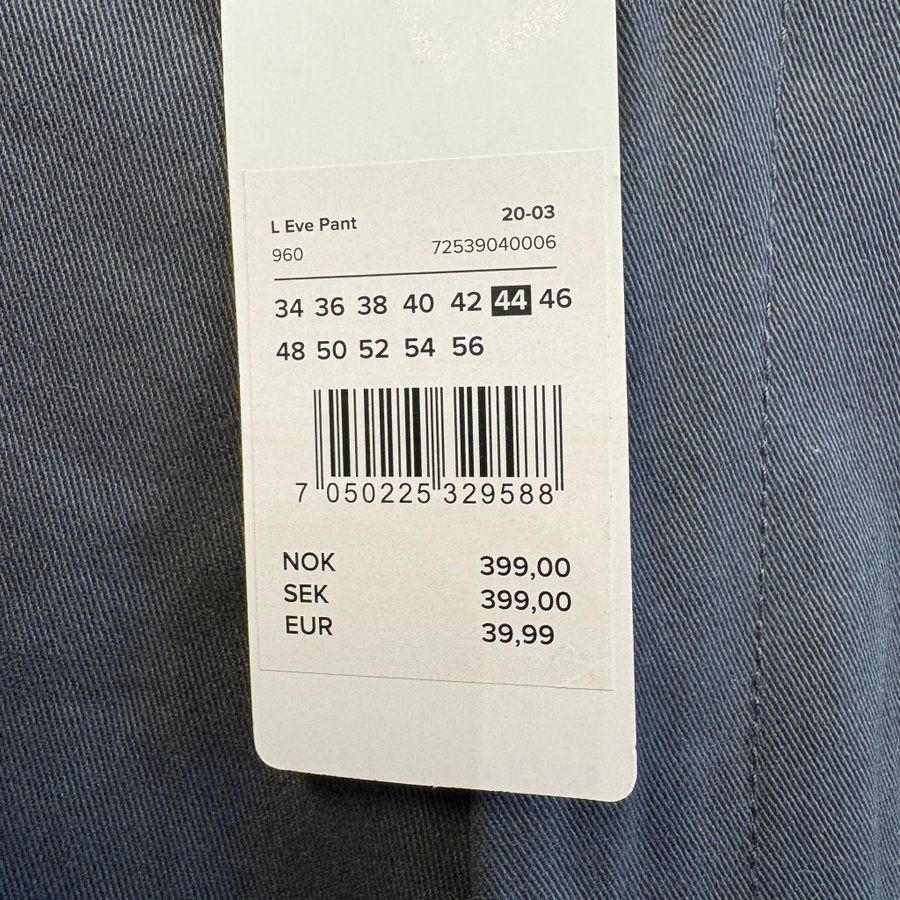 L Eve Pant 20-03
960 72539040006
34 36 38 40 42 44 46
48 50 52 54 56
7 050225 329588
NOK 399,00
SEK 399,00
EUR 39,99